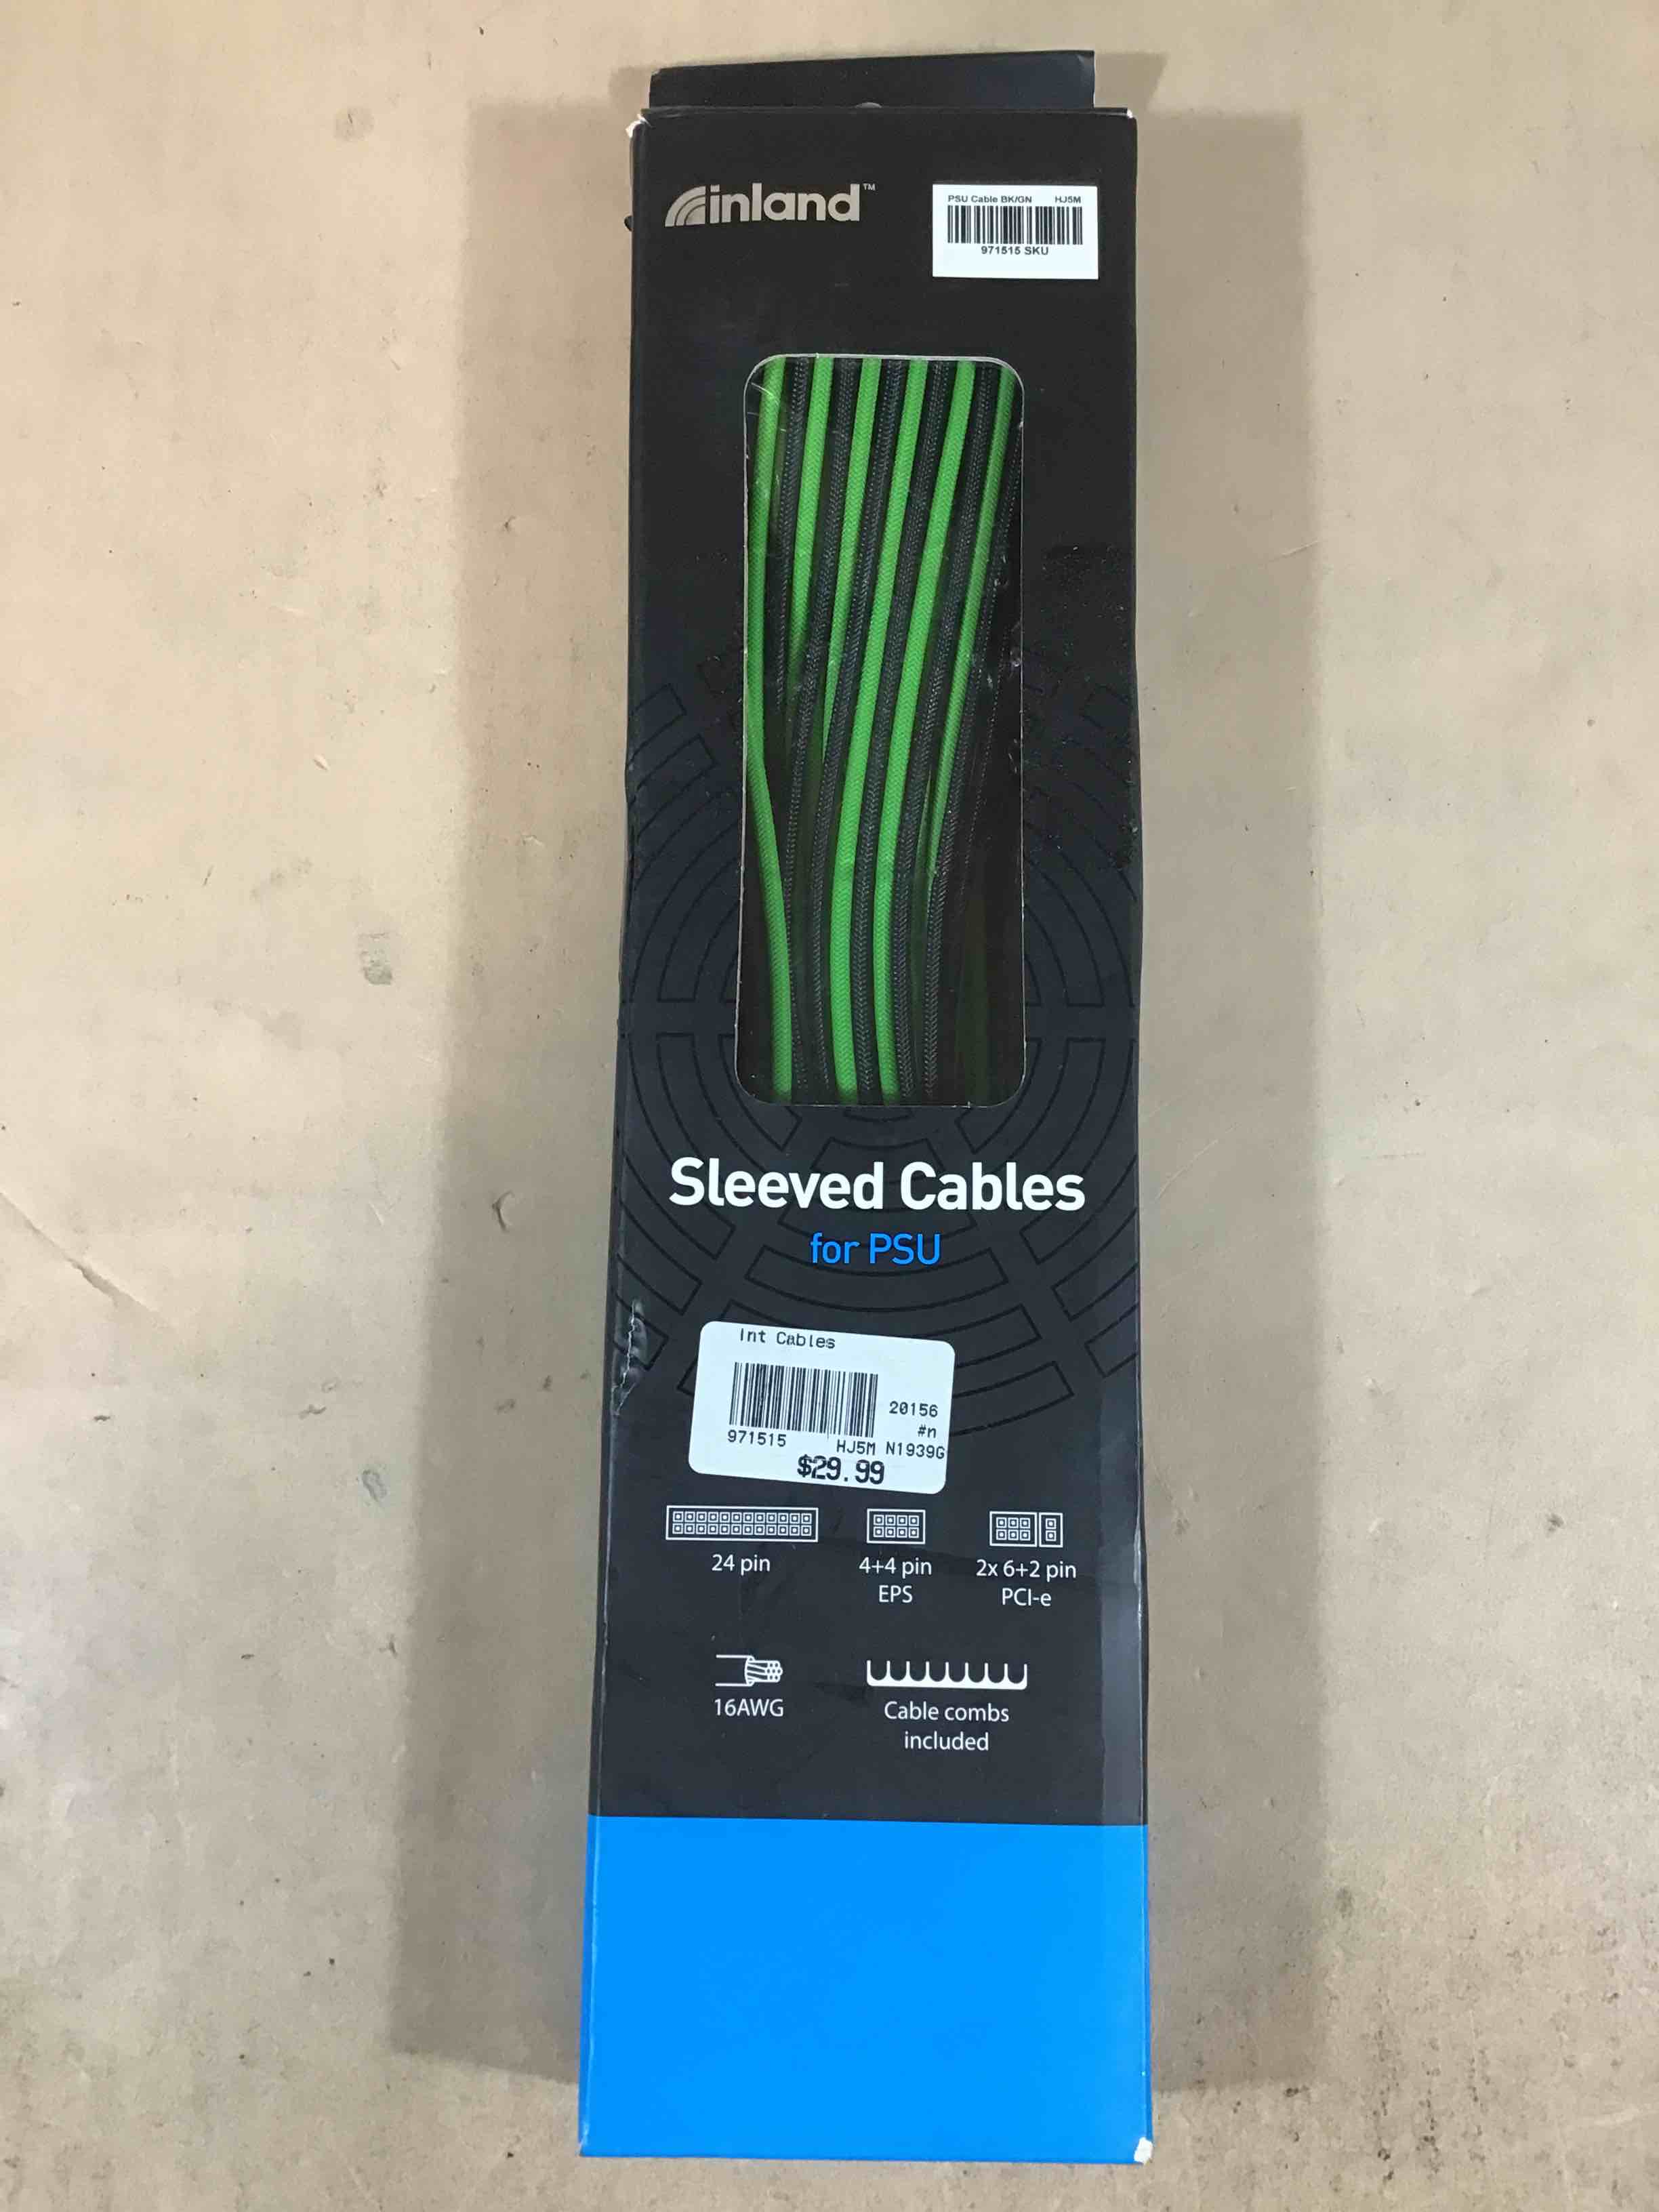 inland™
PSU Cable BK/GN HJ5M
971515 SKU
Sleeved Cables
for PSU
Int Cables
20156
#n
971515 HJ5M N1939G
$29.99
24 pin
4+4 pin
EPS
2x 6+2 pin
PCI-e
16AWG
Cable combs
included